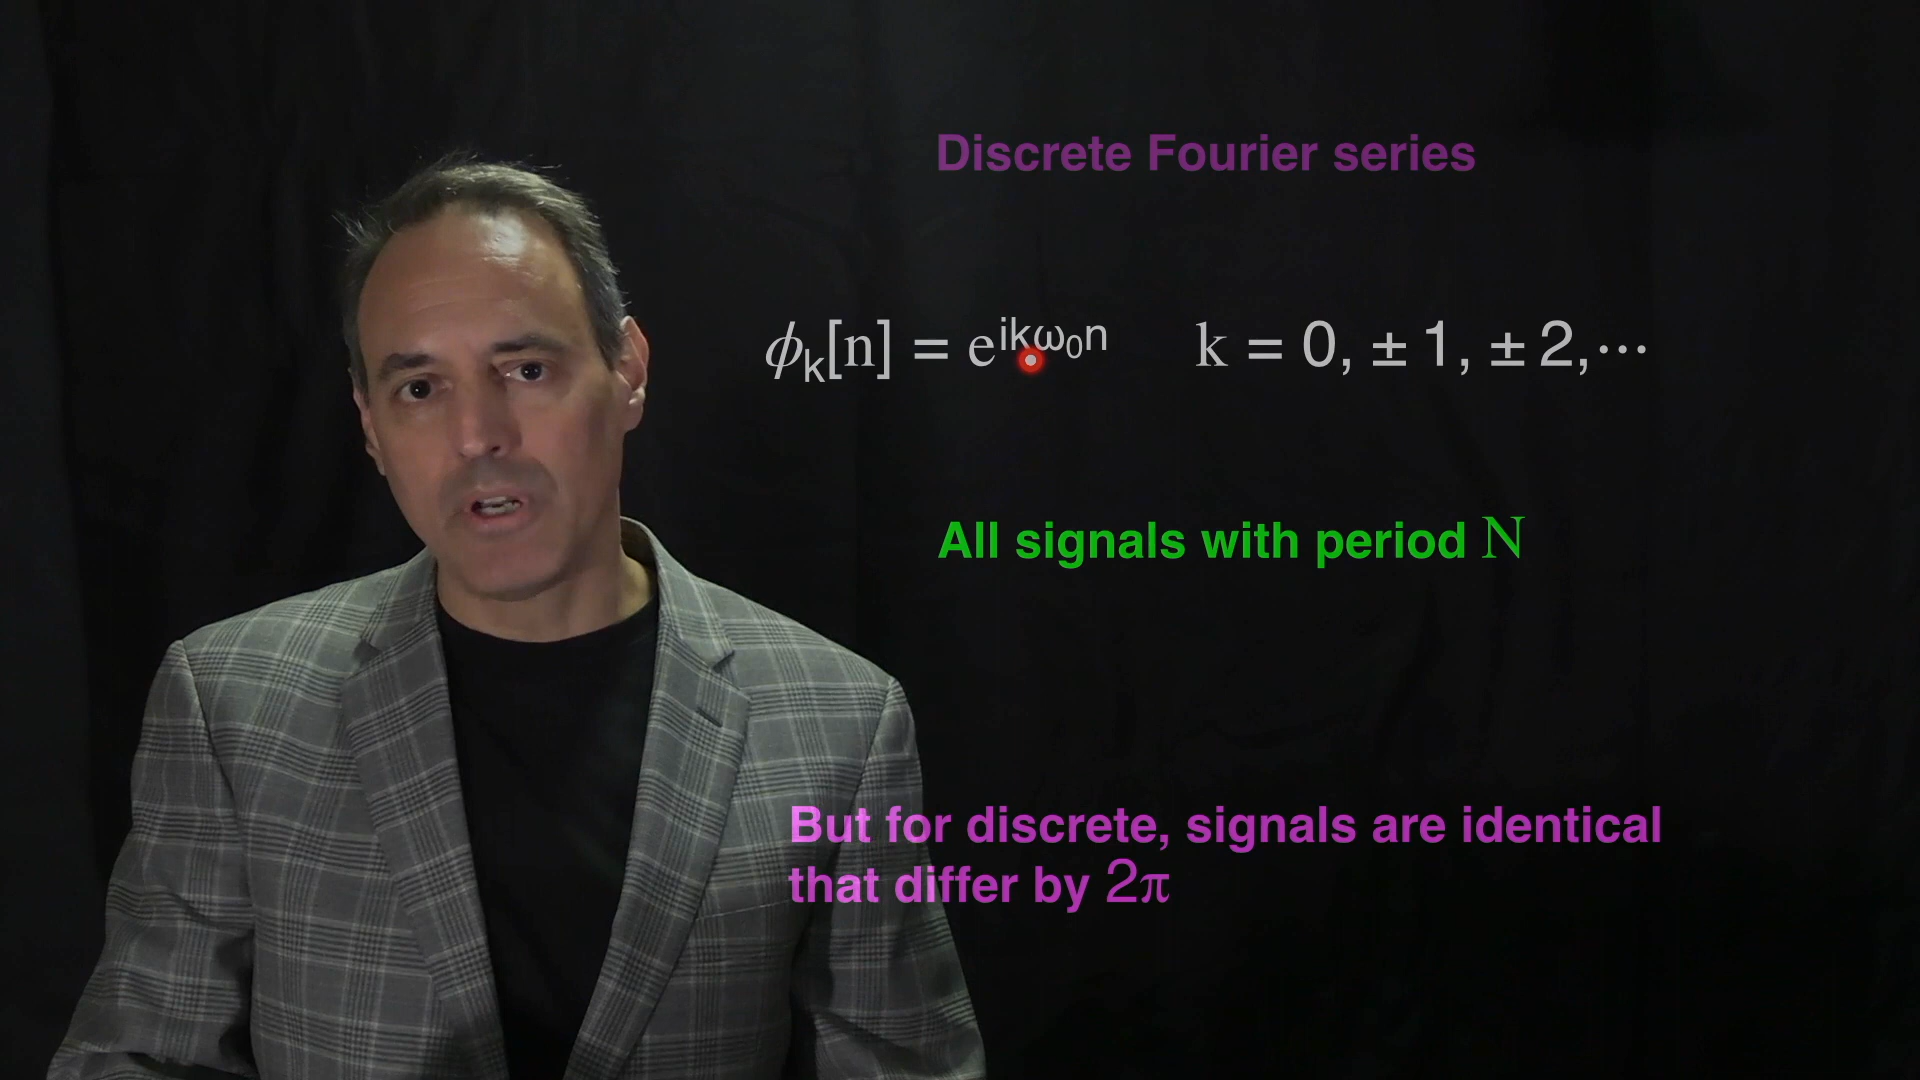 Discrete Fourier series
ϕₖ[n] = e^{ikω₀n} k = 0, ± 1, ± 2,⋯
All signals with period N
But for discrete, signals are identical
that differ by 2π